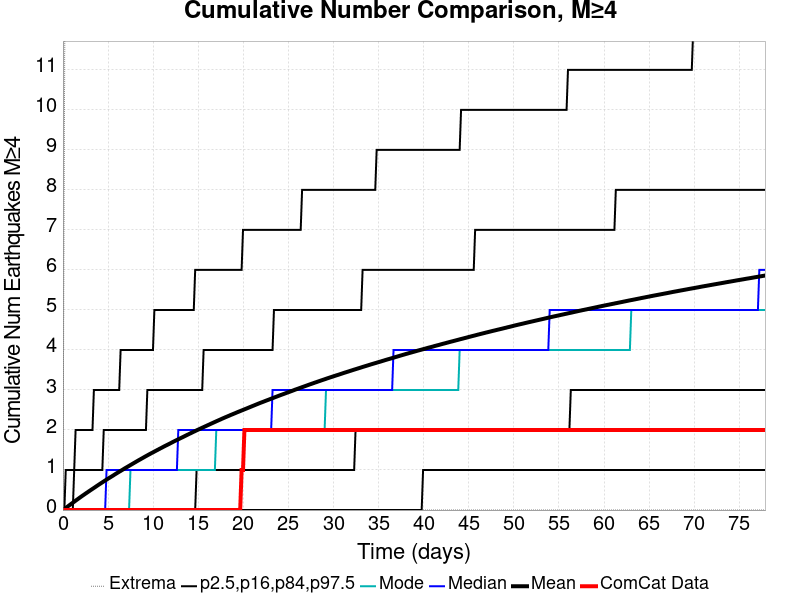 Cumulative Number Comparison, M≥4
Cumulative Num Earthquakes M≥4
11
10
9
8
7
6
5
4
3
2
1
0
0 5 10 15 20 25 30 35 40 45 50 55 60 65 70 75
Time (days)
Extrema p2.5,p16,p84,p97.5 Mode Median Mean ComCat Data